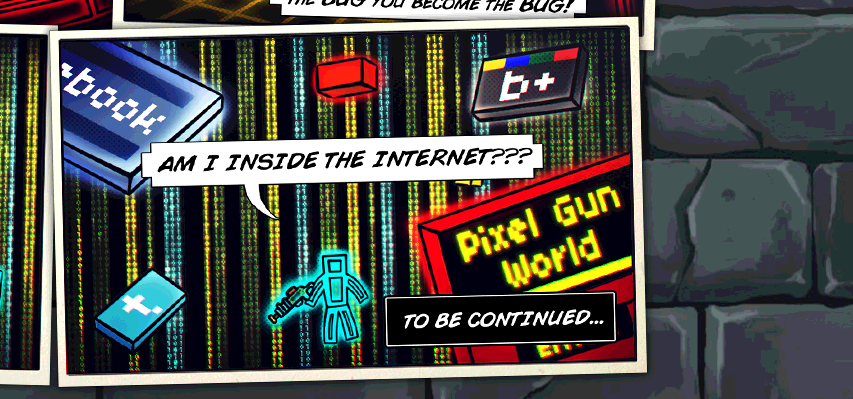 THE BUG YOU BECOME THE BUG!
book
b+
AM I INSIDE THE INTERNET???
Pixel Gun
World
t
TO BE CONTINUED...